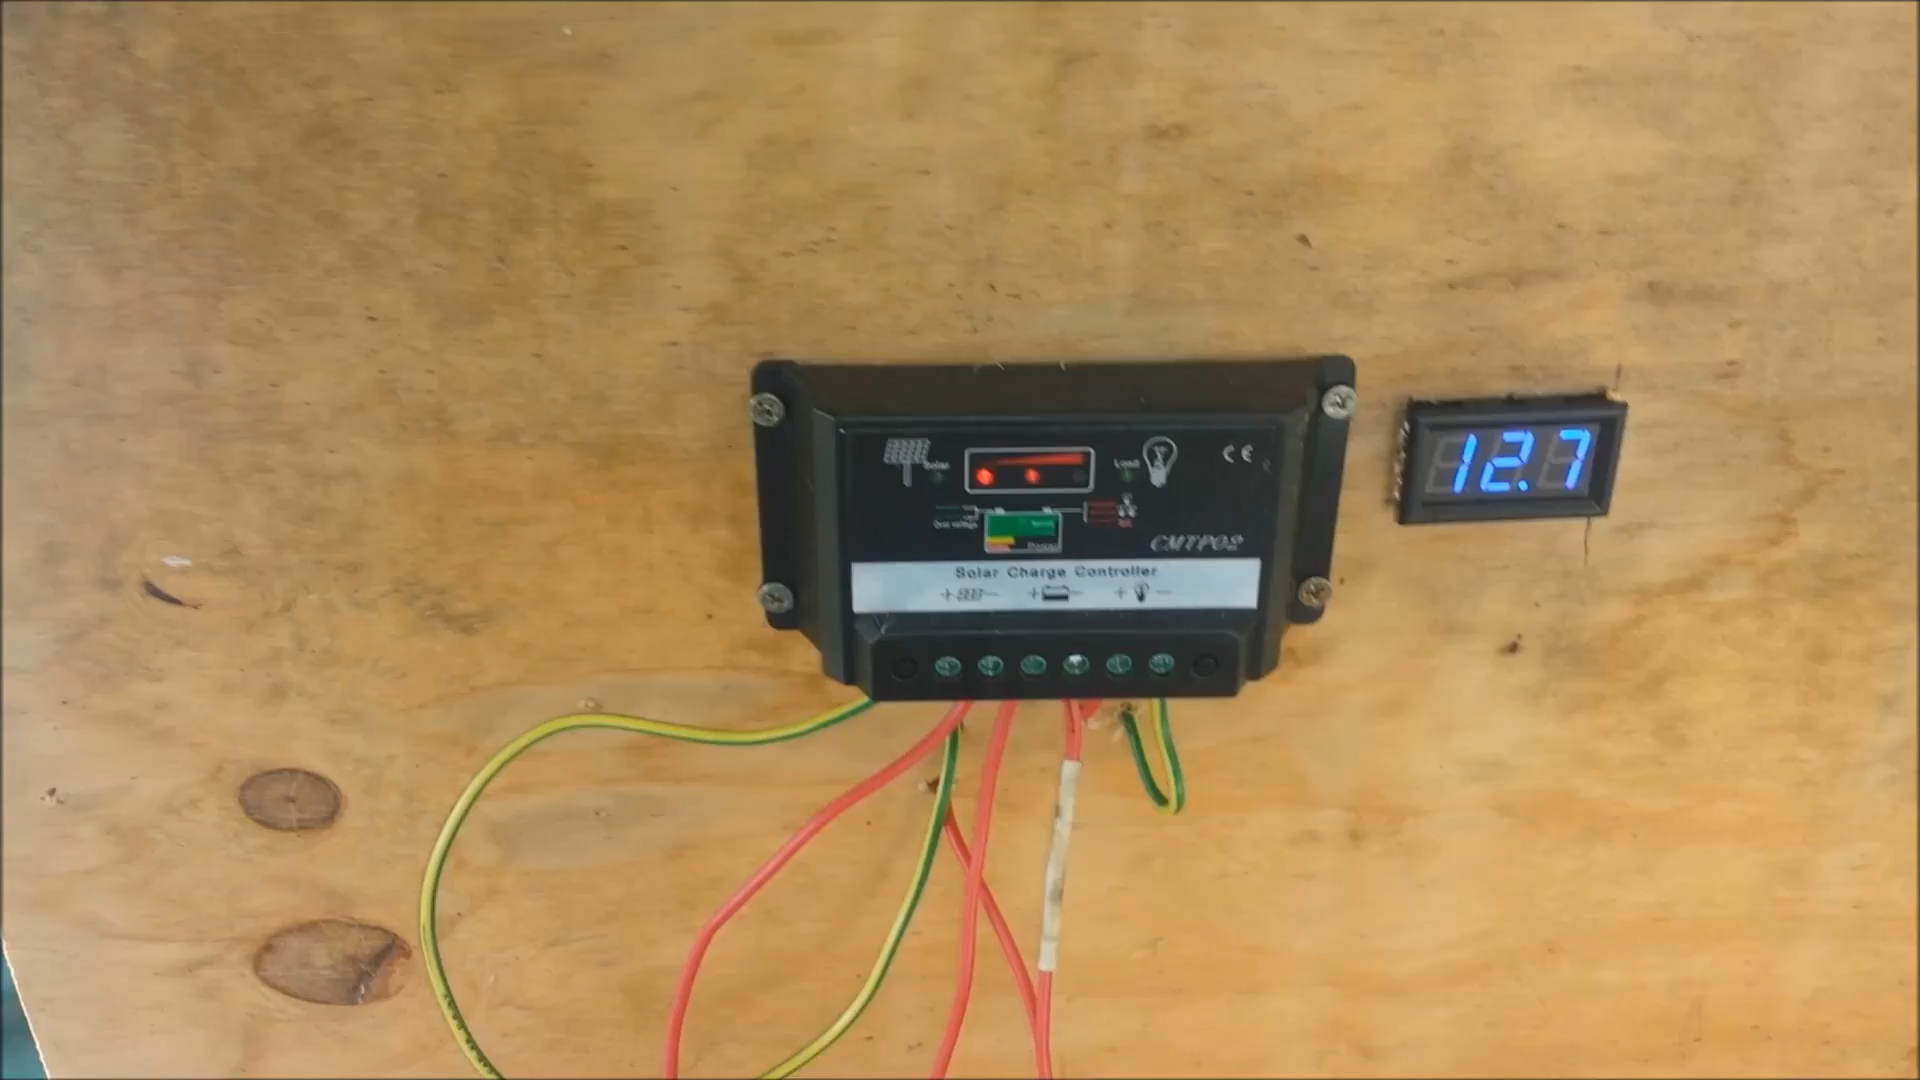 Solar
Load
CE
12.7
CMTP02
Solar Charge Controller
+ -
+ -
+ -